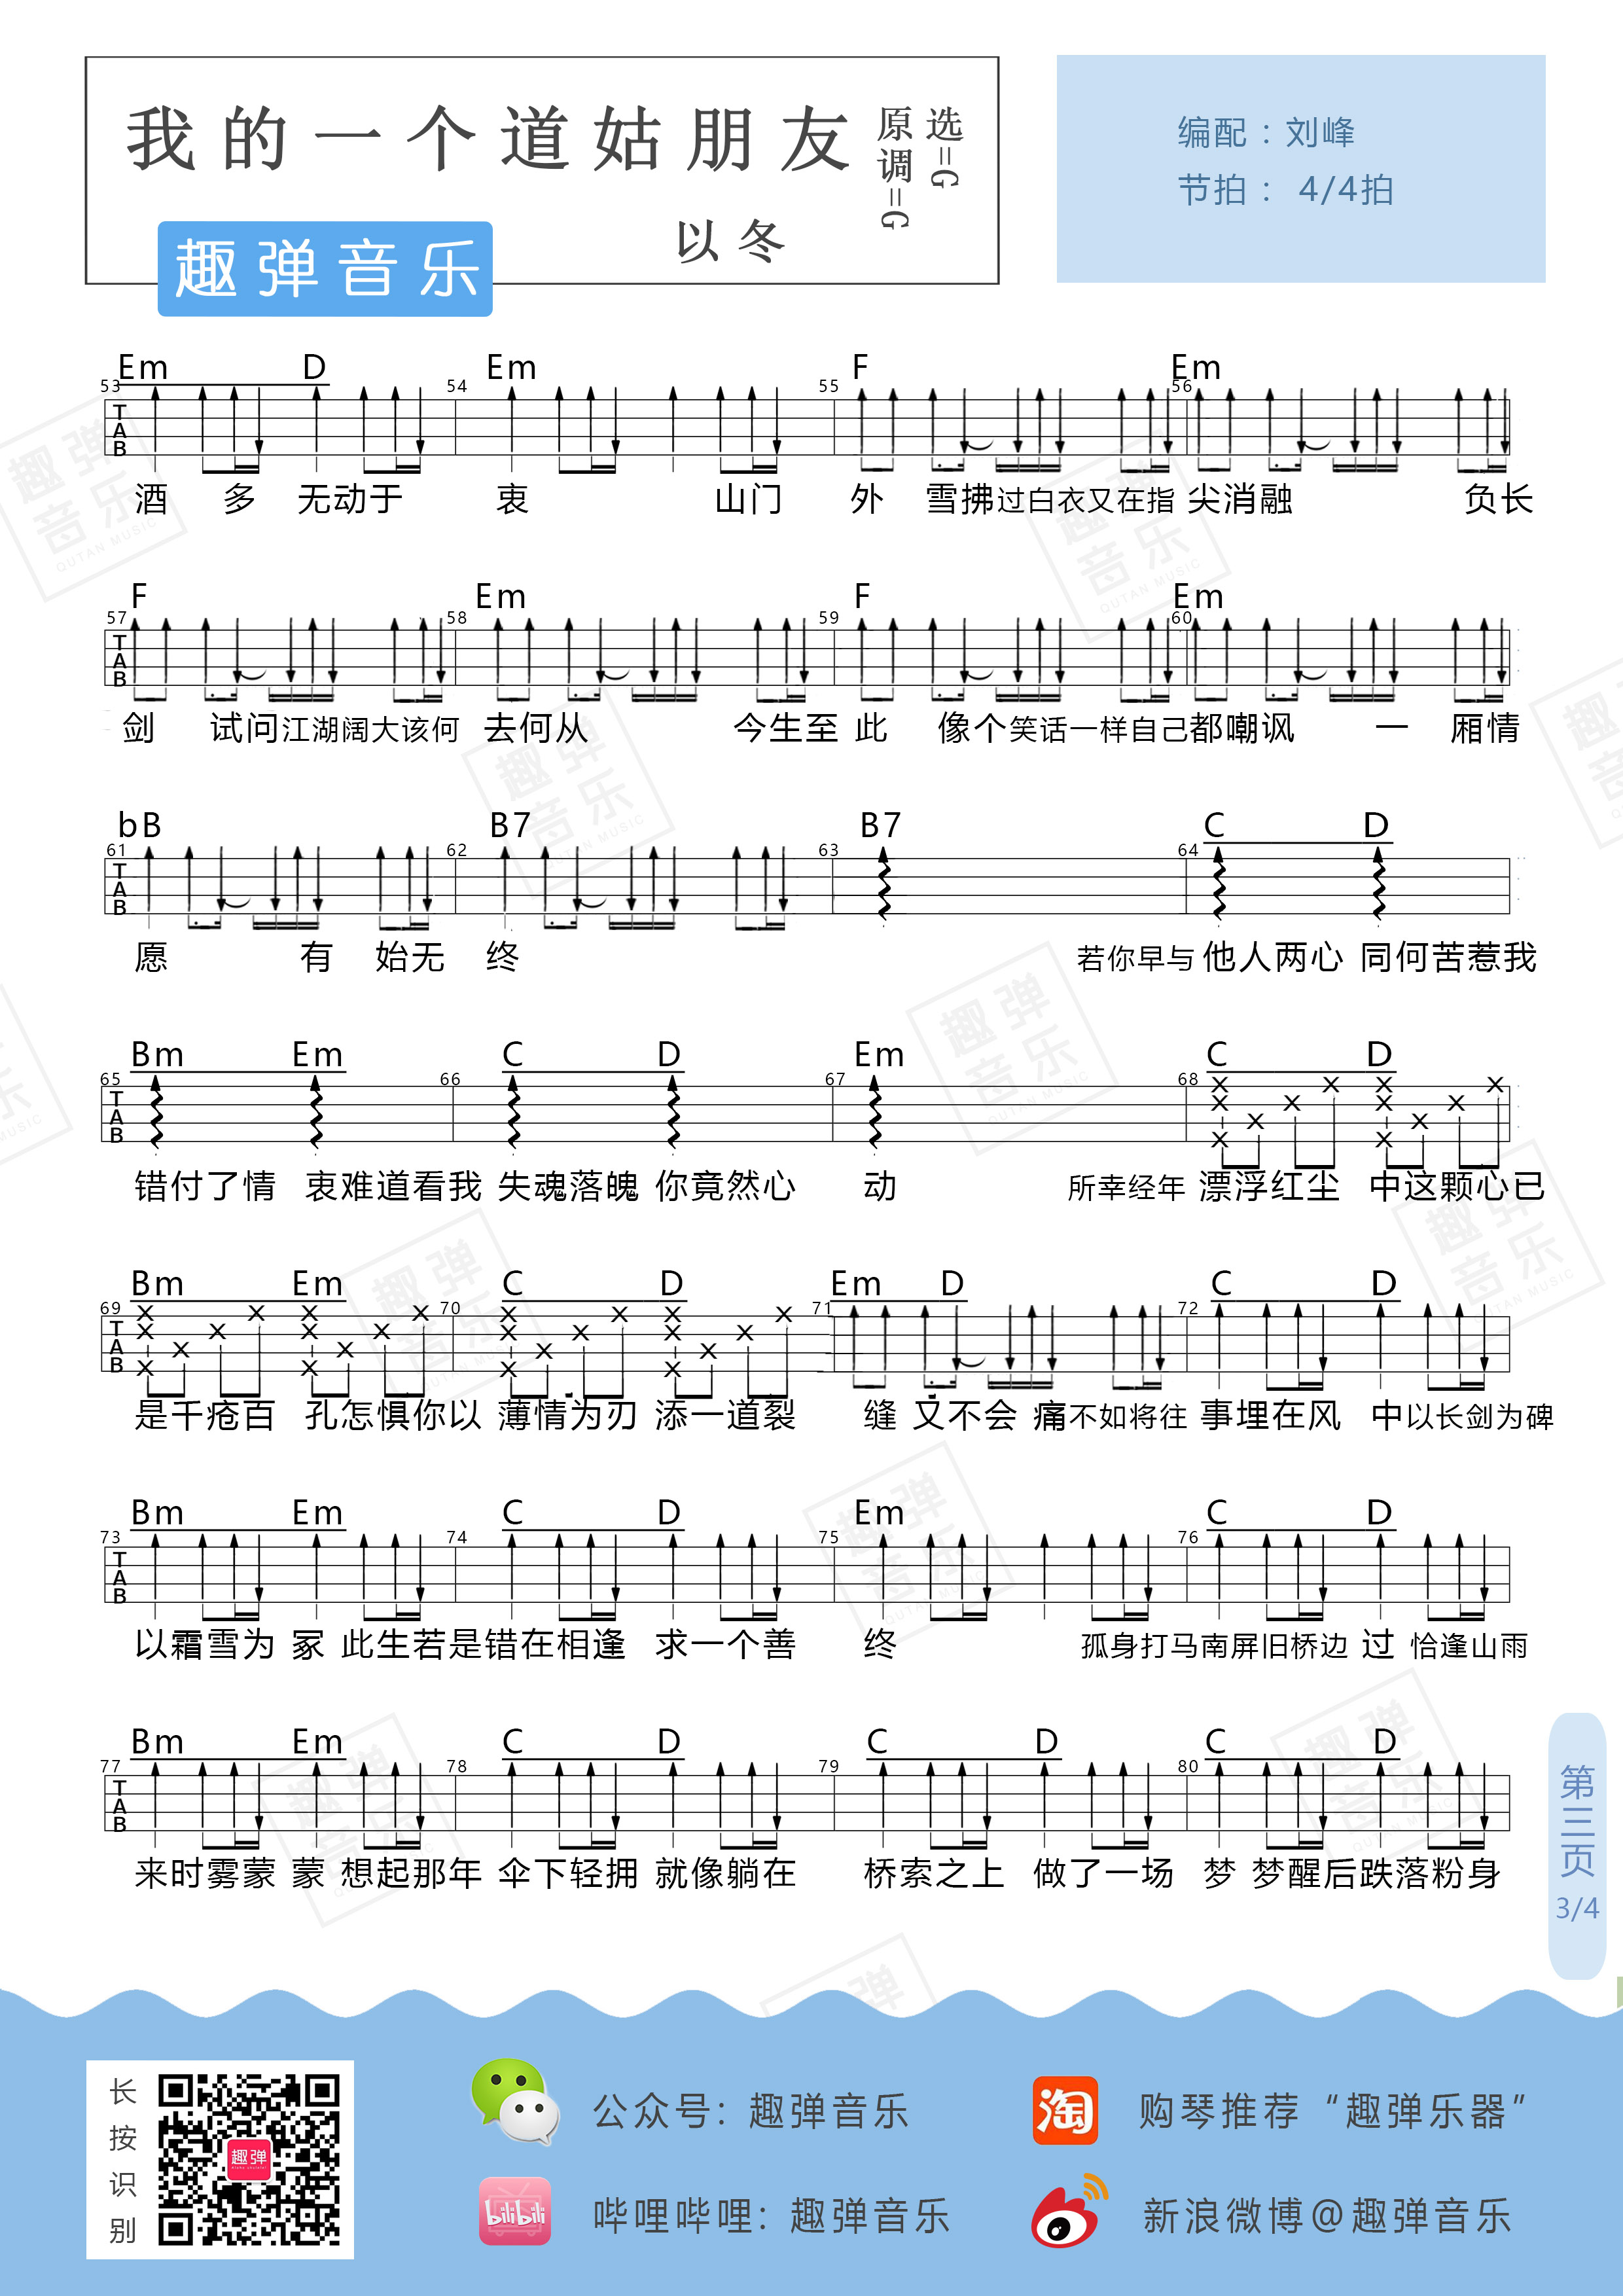 我的一个道姑朋友
原调=G
选=G
以冬
趣弹音乐
编配：刘峰
节拍： 4/4拍
Em D Em F Em
53 54 55 56
TAB
酒 多 无动于 衷 山门 外 雪拂过白衣又在指 尖消融 负长
F Em F Em
57 58 59 60
TAB
剑 试问江湖阔大该何 去何从 今生至 此 像个笑话一样自己都嘲讽 一 厢情
bB B7 B7 C D
61 62 63 64
TAB
愿 有 始无 终 若你早与 他人两心 同何苦惹我
Bm Em C D Em C D
65 66 67 68
TAB
错付了情 衷难道看我 失魂落魄 你竟然心 动 所幸经年 漂浮红尘 中这颗心已
Bm Em C D Em D C D
69 70 71 72
TAB
是千疮百 孔怎惧你以 薄情为刃 添一道裂 缝 又不会 痛不如将往 事埋在风 中以长剑为碑
Bm Em C D Em C D
73 74 75 76
TAB
以霜雪为 冢 此生若是错在相逢 求一个善 终 孤身打马南屏旧桥边 过 恰逢山雨
Bm Em C D C D C D
77 78 79 80
TAB
来时雾蒙 蒙 想起那年 伞下轻拥 就像躺在 桥索之上 做了一场 梦 梦醒后跌落粉身
第三页
3/4
长按识别
趣弹
公众号：趣弹音乐
淘
购琴推荐“趣弹乐器”
bilibili
哔哩哔哩：趣弹音乐
新浪微博@趣弹音乐